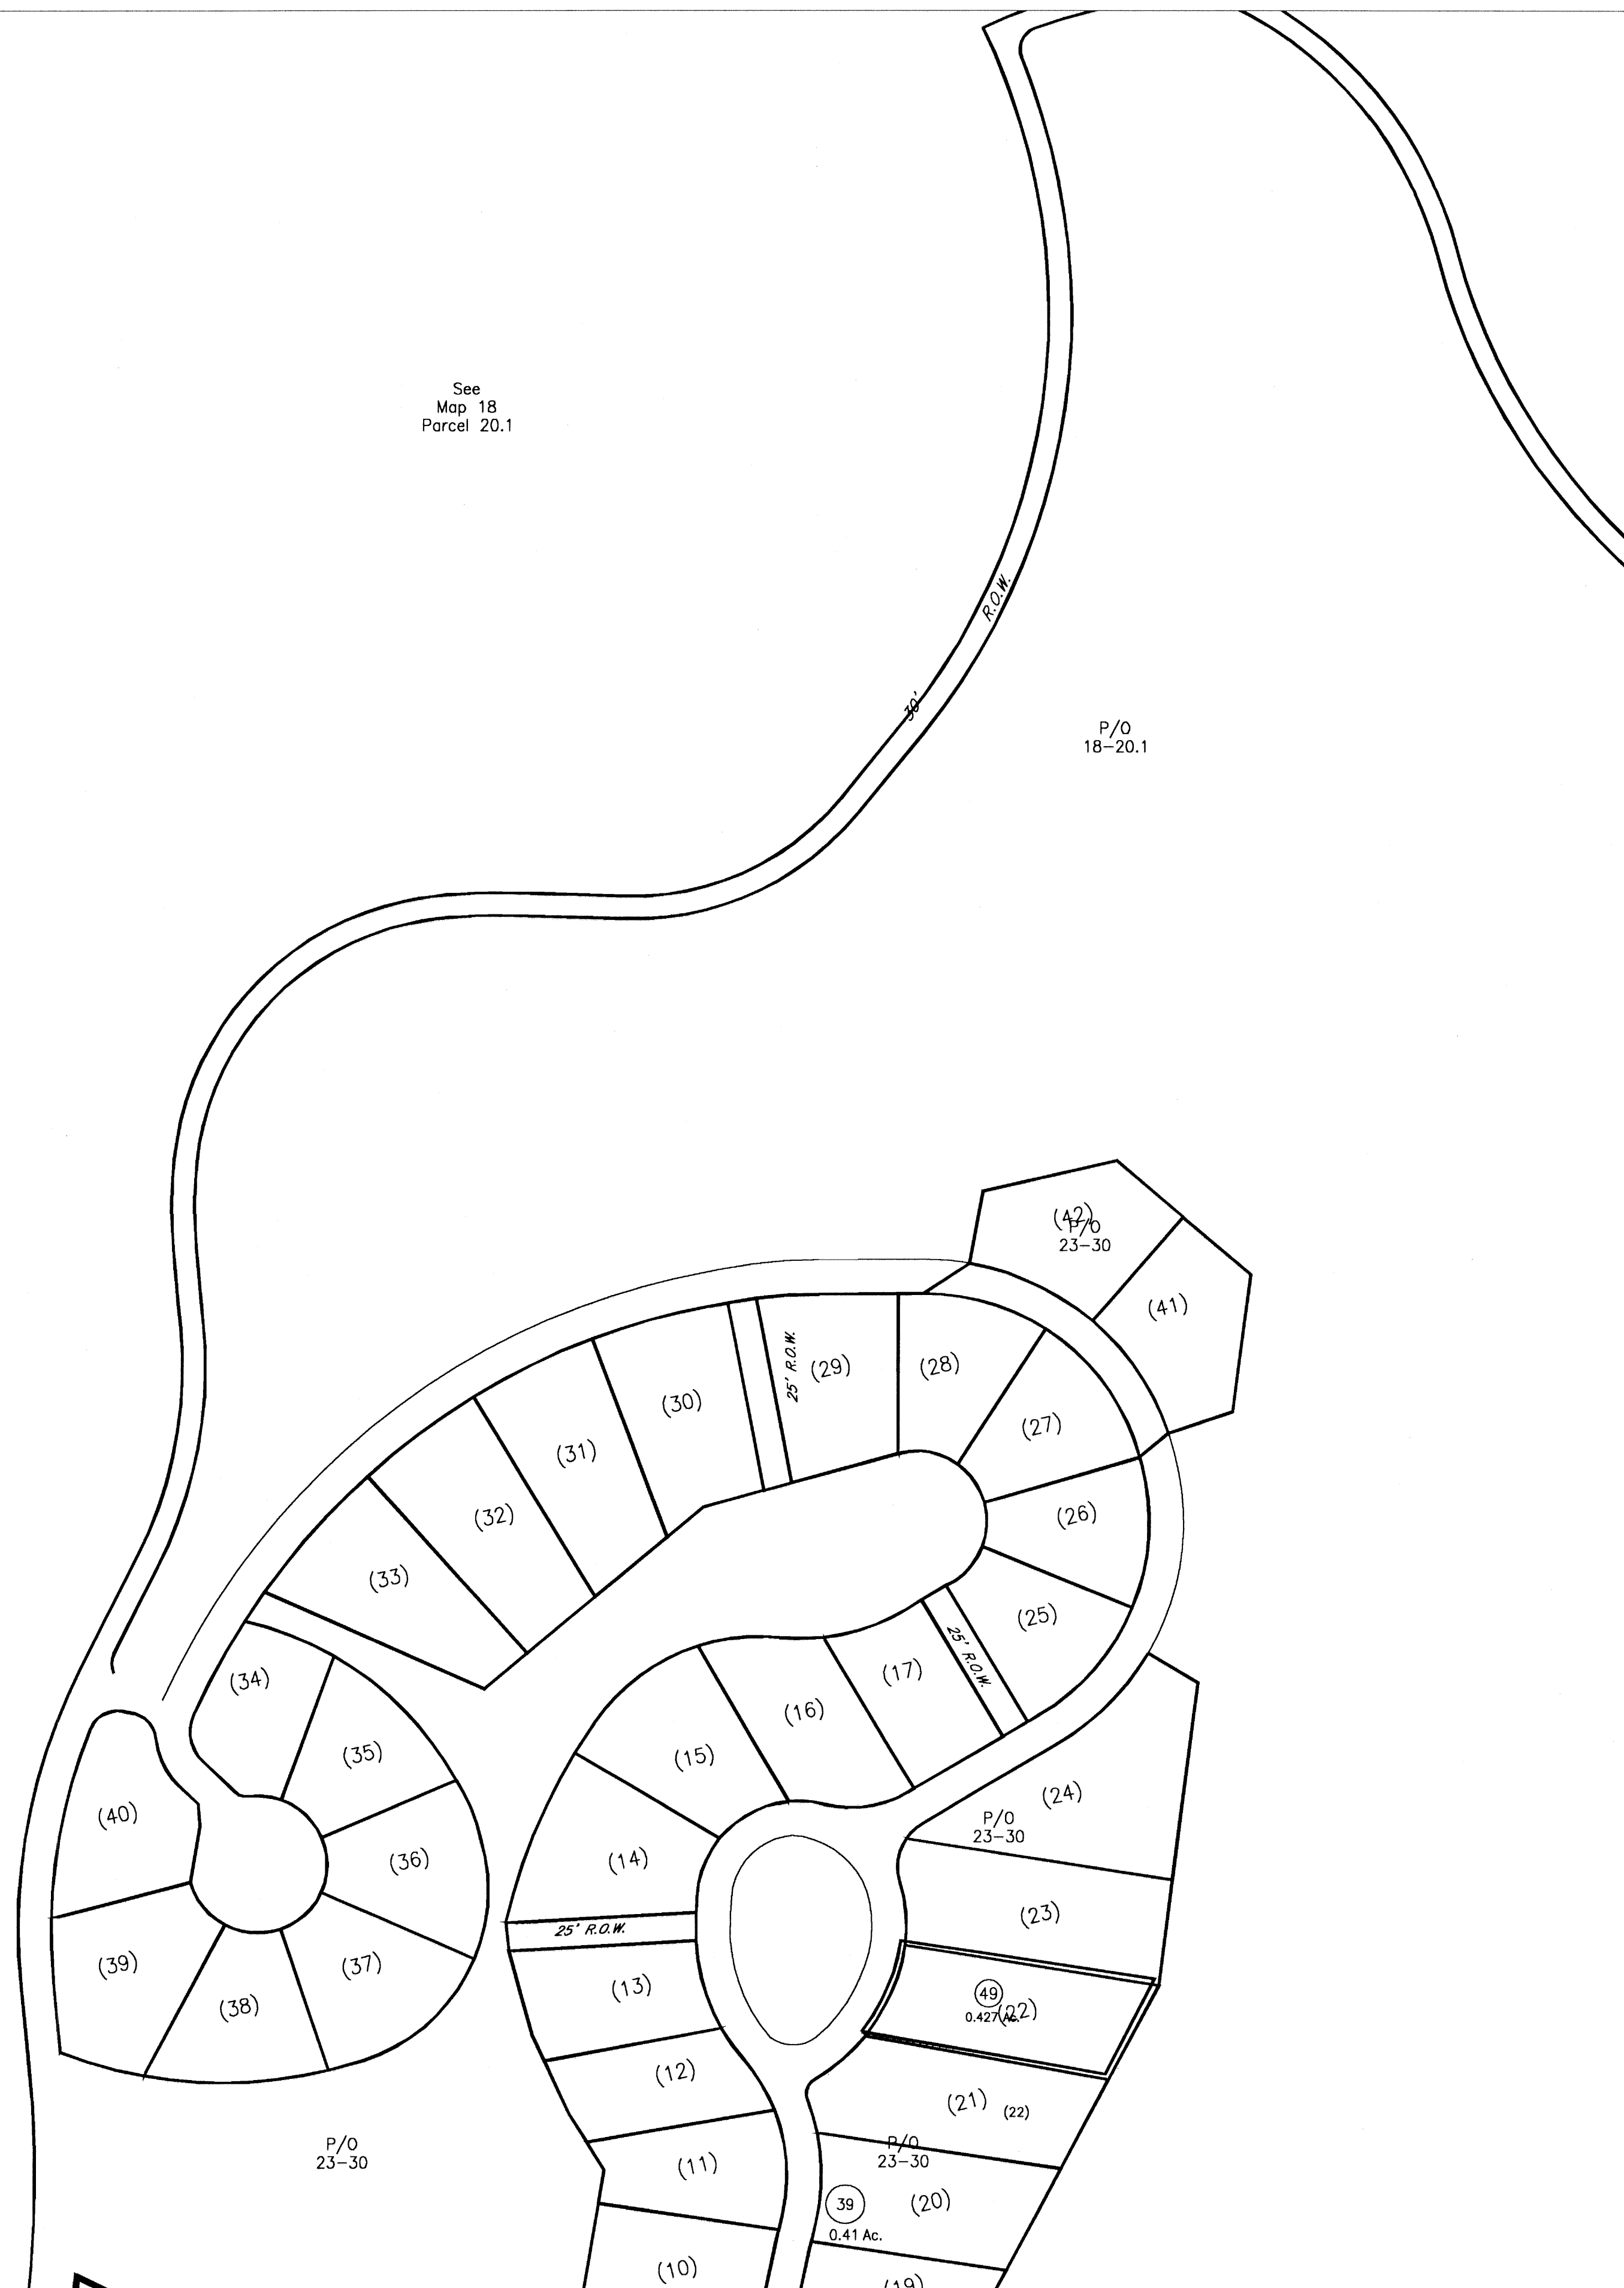 See
Map 18
Parcel 20.1
R.O.W.
30'
P/O
18-20.1
(42)
P/O
23-30
(41)
25' R.O.W.
(29)
(28)
(30)
(27)
(31)
(32)
(26)
(33)
(25)
25' R.O.W.
(34)
(17)
(16)
(35)
(15)
(24)
(40)
P/O
23-30
(36)
(14)
(23)
25' R.O.W.
(39)
(37)
(13)
49
(22)
0.427 Ac.
(38)
(12)
(21)
(22)
P/O
23-30
P/O
23-30
(11)
39
(20)
0.41 Ac.
(10)
(19)